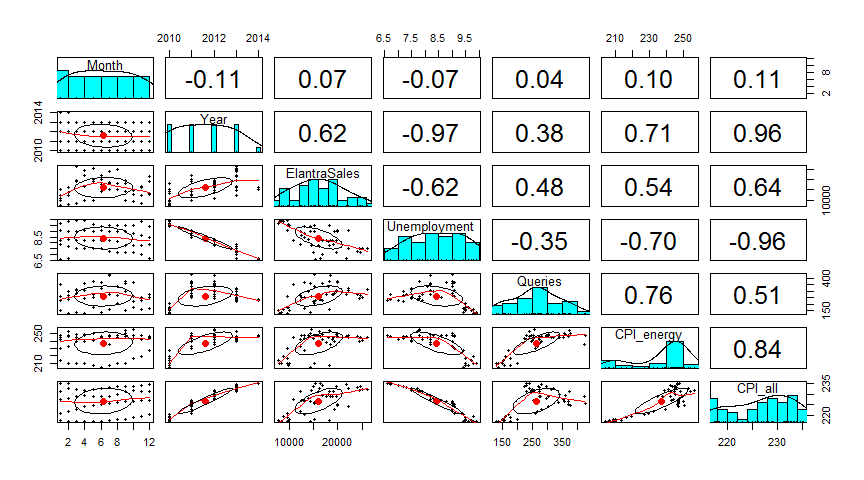 2010 2012 2014 6.5 7.5 8.5 9.5 210 230 250
Month -0.11 0.07 -0.07 0.04 0.10 0.11 2 8
2010 2014 Year 0.62 -0.97 0.38 0.71 0.96
ElantraSales -0.62 0.48 0.54 0.64 10000
6.5 8.5 Unemployment -0.35 -0.70 -0.96
Queries 0.76 0.51 150 400
210 250 CPI_energy 0.84
CPI_all 220 235
2 4 6 8 12 10000 20000 150 250 350 220 230